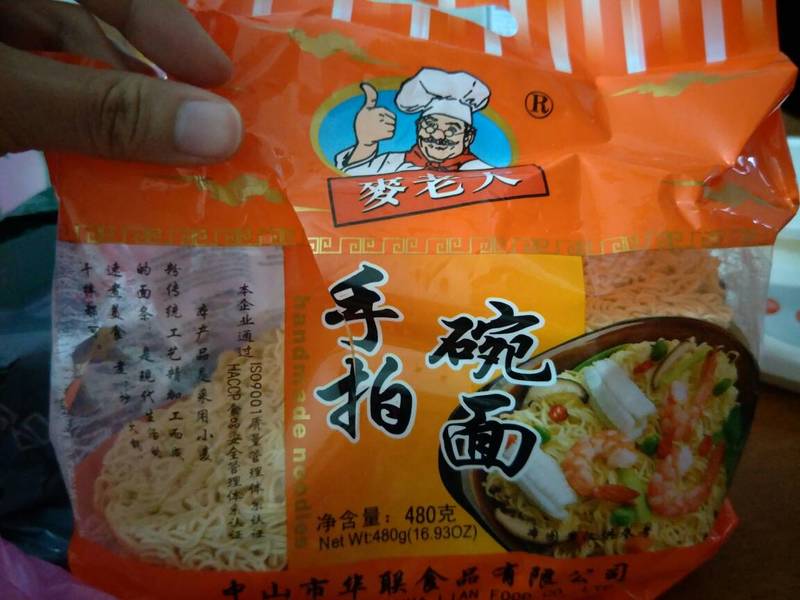 ®
麥老大
手拍
碗面
handmade noodles
本企业通过ISO9001质量管理体系认证
HACCP食品安全管理体系认证
本产品是采用小麦
粉传统工艺精加工而成
的面条 是现代生活的
速煮美食
净含量：480克
Net Wt:480g(16.93OZ)
中山市华联食品有限公司